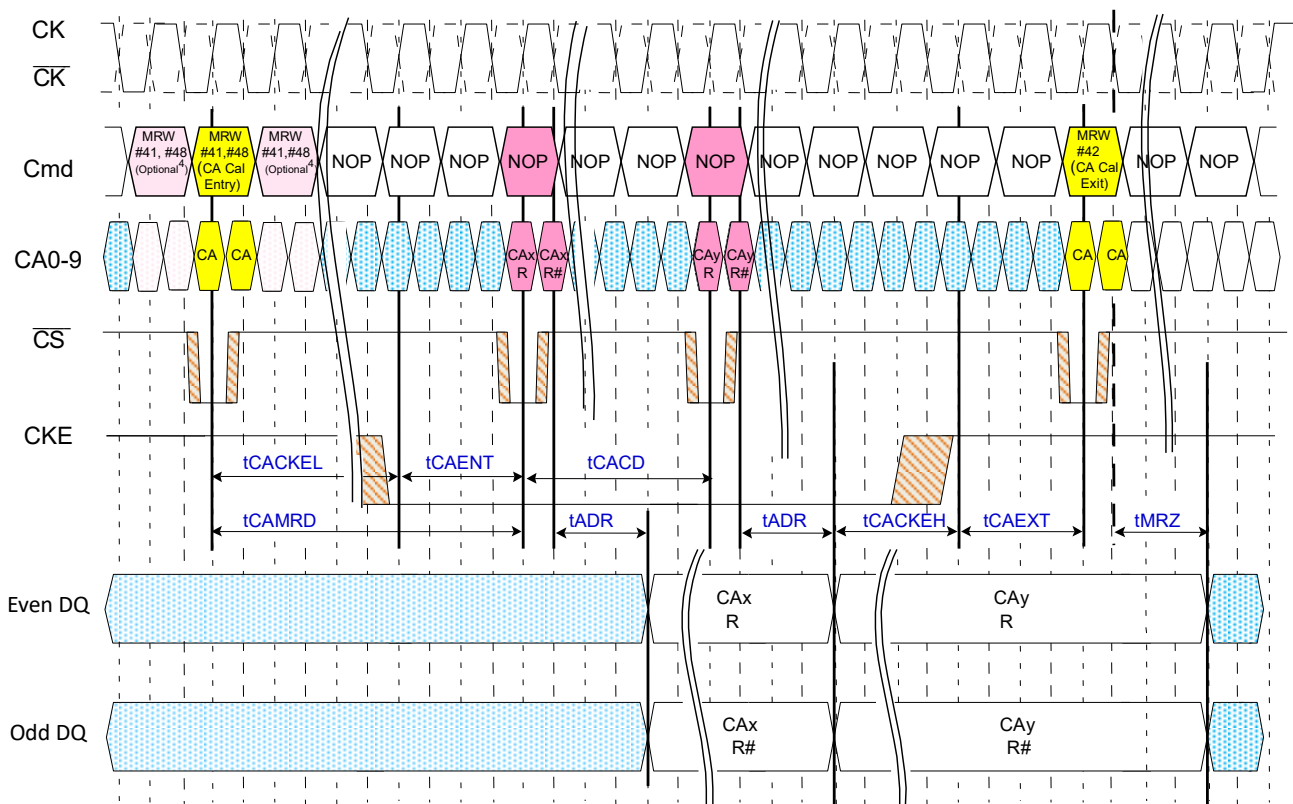 CK
CK
Cmd
MRW
#41, #48
(Optional4)
MRW
#41,#48
(CA Cal
Entry)
MRW
#41,#48
(Optional4)
NOP
NOP
NOP
NOP
NOP
NOP
NOP
NOP
NOP
NOP
NOP
MRW
#42
(CA Cal
Exit)
NOP
NOP
CA0-9
CA
CA
CAx
R
CAx
R#
CAy
R
CAy
R#
CA
CA
CS
CKE
tCACKEL
tCAENT
tCACD
tCAMRD
tADR
tADR
tCACKEH
tCAEXT
tMRZ
Even DQ
CAx
R
CAy
R
Odd DQ
CAx
R#
CAy
R#